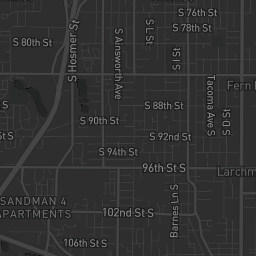 S 76th St
S L St
S 78th St
S 80th St
S Hosmer St
S Ainsworth Ave
S I St
Fern
Tacoma Ave S
S 88th St
S D St
S 90th St
S 92nd St
S 94th St
96th St S
Larchm
SANDMAN 4
APARTMENTS
Barnes Ln S
102nd St S
106th St S